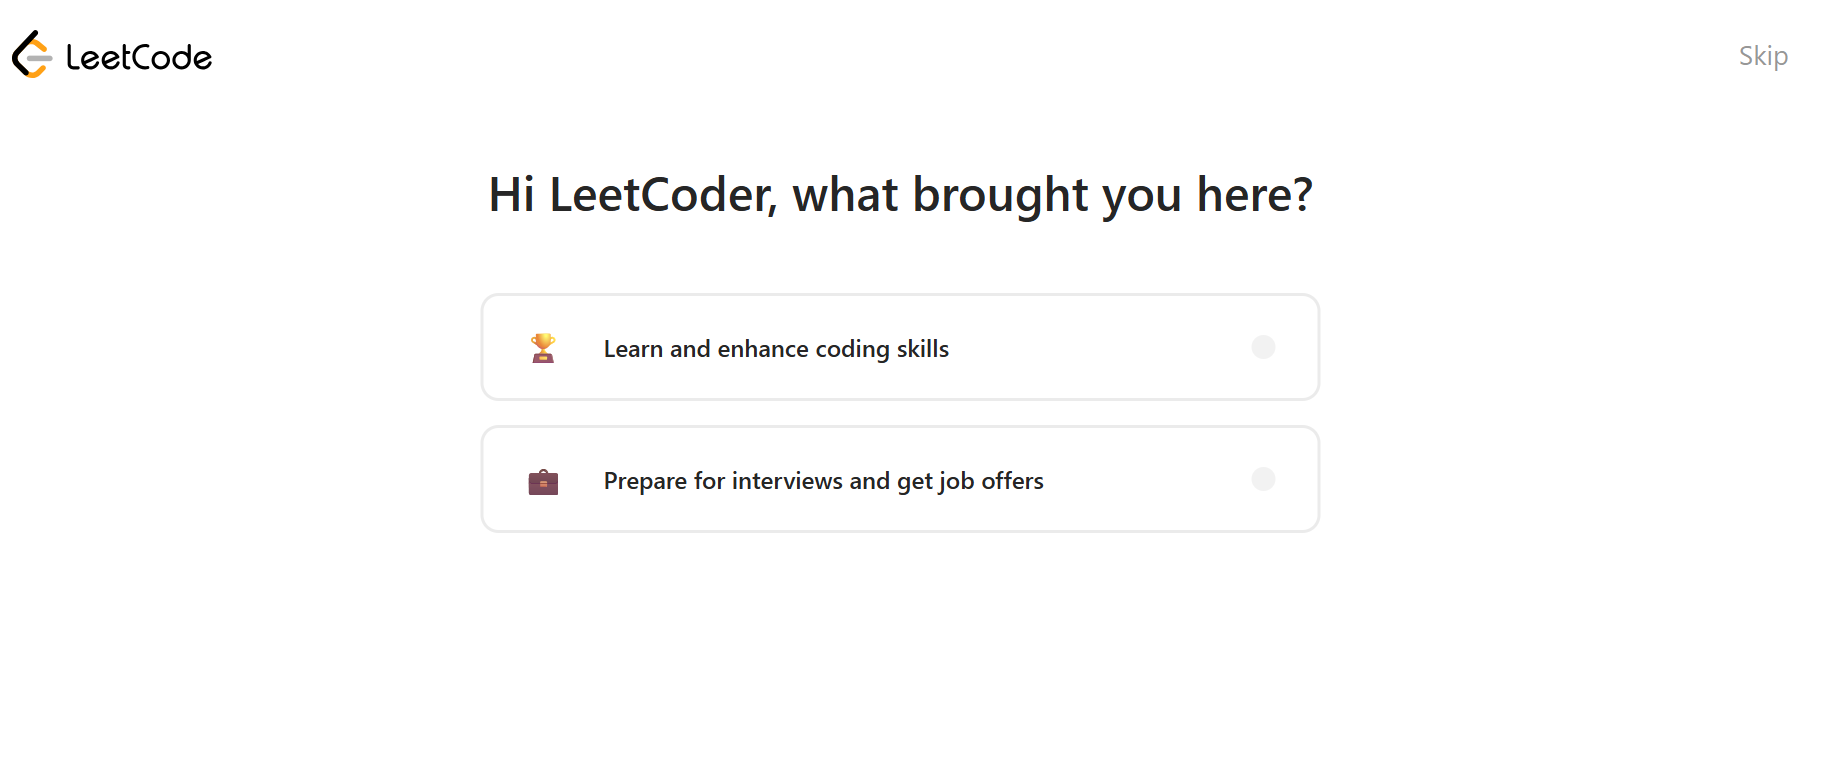 LeetCode
Skip
Hi LeetCoder, what brought you here?
Learn and enhance coding skills
Prepare for interviews and get job offers